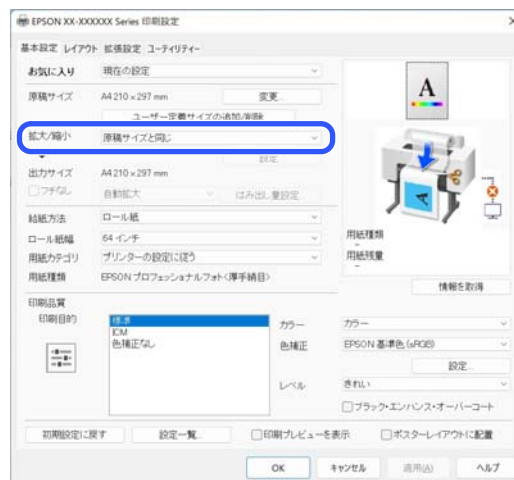 EPSON XX-XXXXXX Series 印刷設定
基本設定 レイアウト 拡張設定 ユーティリティー
お気に入り 現在の設定
原稿サイズ A4 210 x 297 mm 変更...
ユーザー定義サイズの追加/削除
拡大/縮小 原稿サイズと同じ
設定
出力サイズ A4 210 x 297 mm
フチなし 自動拡大 はみ出し量設定
給紙方法 ロール紙
ロール紙幅 64 インチ
用紙カテゴリ プリンターの設定に従う
用紙種類 EPSON プロフェッショナルフォト<厚手絹目>
A
用紙種類
-
用紙残量
-
情報を取得
印刷品質
印刷目的 標準
ICM
色補正なし
カラー カラー
色補正 EPSON 基準色 (sRGB)
設定...
レベル きれい
ブラック・エンハンス・オーバーコート
初期設定に戻す 設定一覧... 印刷プレビューを表示 ポスターレイアウトに配置
OK キャンセル 適用(A) ヘルプ